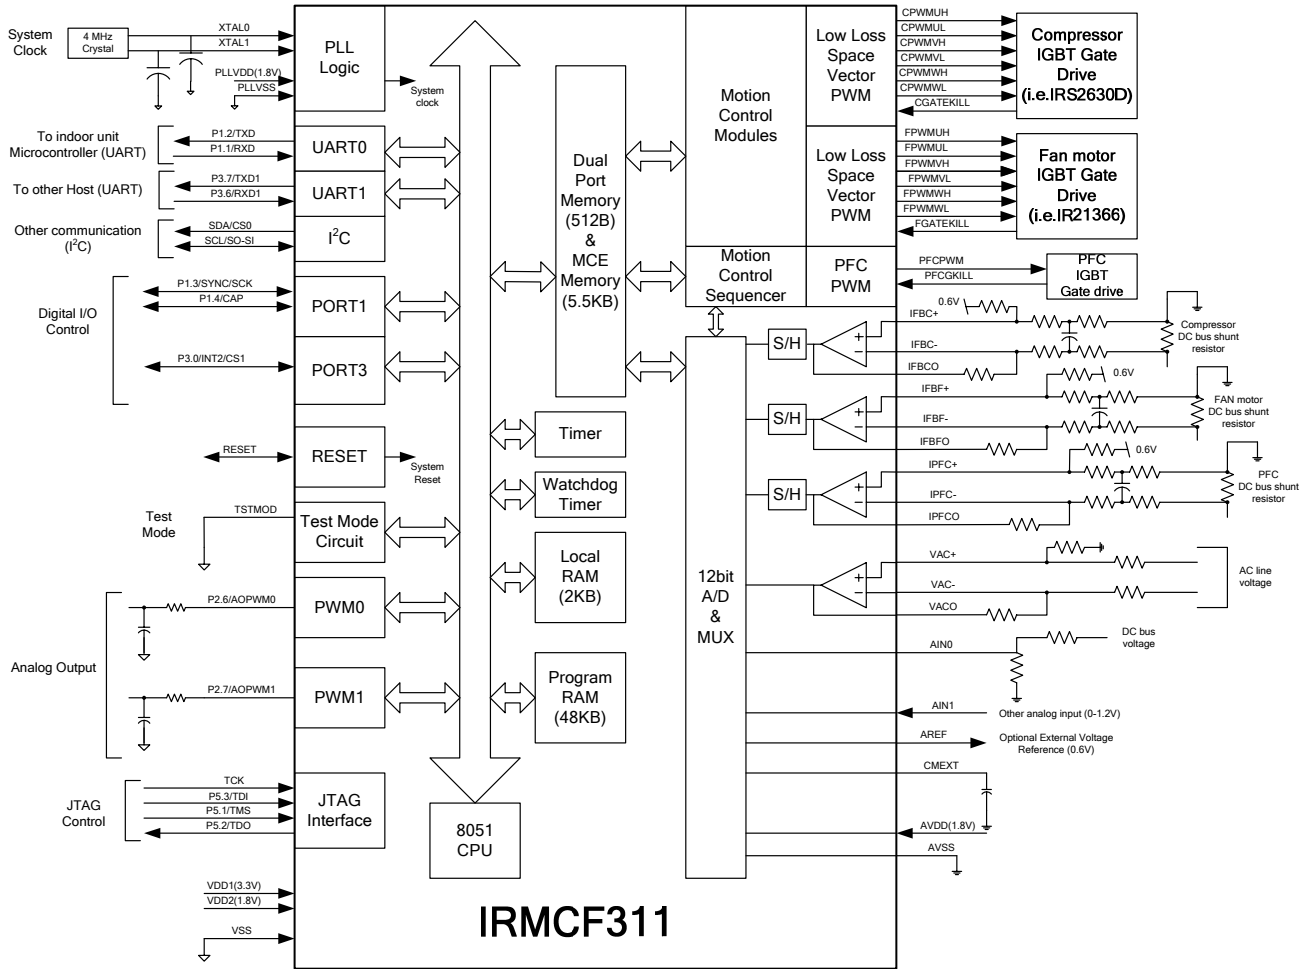 System
Clock
4 MHz
Crystal
XTAL0
XTAL1
PLLVDD(1.8V)
PLLVSS
PLL
Logic
System
clock
To indoor unit
Microcontroller (UART)
P1.2/TXD
P1.1/RXD
UART0
To other Host (UART)
P3.7/TXD1
P3.6/RXD1
UART1
Other communication
(I²C)
SDA/CS0
SCL/SO-SI
I²C
Digital I/O
Control
P1.3/SYNC/SCK
P1.4/CAP
PORT1
P3.0/INT2/CS1
PORT3
RESET
RESET
System
Reset
Test
Mode
TSTMOD
Test Mode
Circuit
Analog Output
P2.6/AOPWM0
PWM0
P2.7/AOPWM1
PWM1
JTAG
Control
TCK
P5.3/TDI
P5.1/TMS
P5.2/TDO
JTAG
Interface
VDD1(3.3V)
VDD2(1.8V)
VSS
8051
CPU
Dual
Port
Memory
(512B)
&
MCE
Memory
(5.5KB)
Timer
Watchdog
Timer
Local
RAM
(2KB)
Program
RAM
(48KB)
Motion
Control
Modules
Motion
Control
Sequencer
12bit
A/D
&
MUX
Low Loss
Space
Vector
PWM
Low Loss
Space
Vector
PWM
PFC
PWM
CPWMUH
CPWMUL
CPWMVH
CPWMVL
CPWMWH
CPWMWL
CGATEKILL
Compressor
IGBT Gate
Drive
(i.e.IRS2630D)
FPWMUH
FPWMUL
FPWMVH
FPWMVL
FPWMWH
FPWMWL
FGATEKILL
Fan motor
IGBT Gate
Drive
(i.e.IR21366)
PFCPWM
PFCGKILL
PFC
IGBT
Gate drive
S/H
+
−
IFBC+
IFBC-
IFBCO
0.6V
Compressor
DC bus shunt
resistor
S/H
+
−
IFBF+
IFBF-
IFBFO
0.6V
FAN motor
DC bus shunt
resistor
S/H
+
−
IPFC+
IPFC-
IPFCO
0.6V
PFC
DC bus shunt
resistor
+
−
VAC+
VAC-
VACO
AC line
voltage
AIN0
DC bus
voltage
AIN1
Other analog input (0-1.2V)
AREF
Optional External Voltage
Reference (0.6V)
CMEXT
AVDD(1.8V)
AVSS
IRMCF311